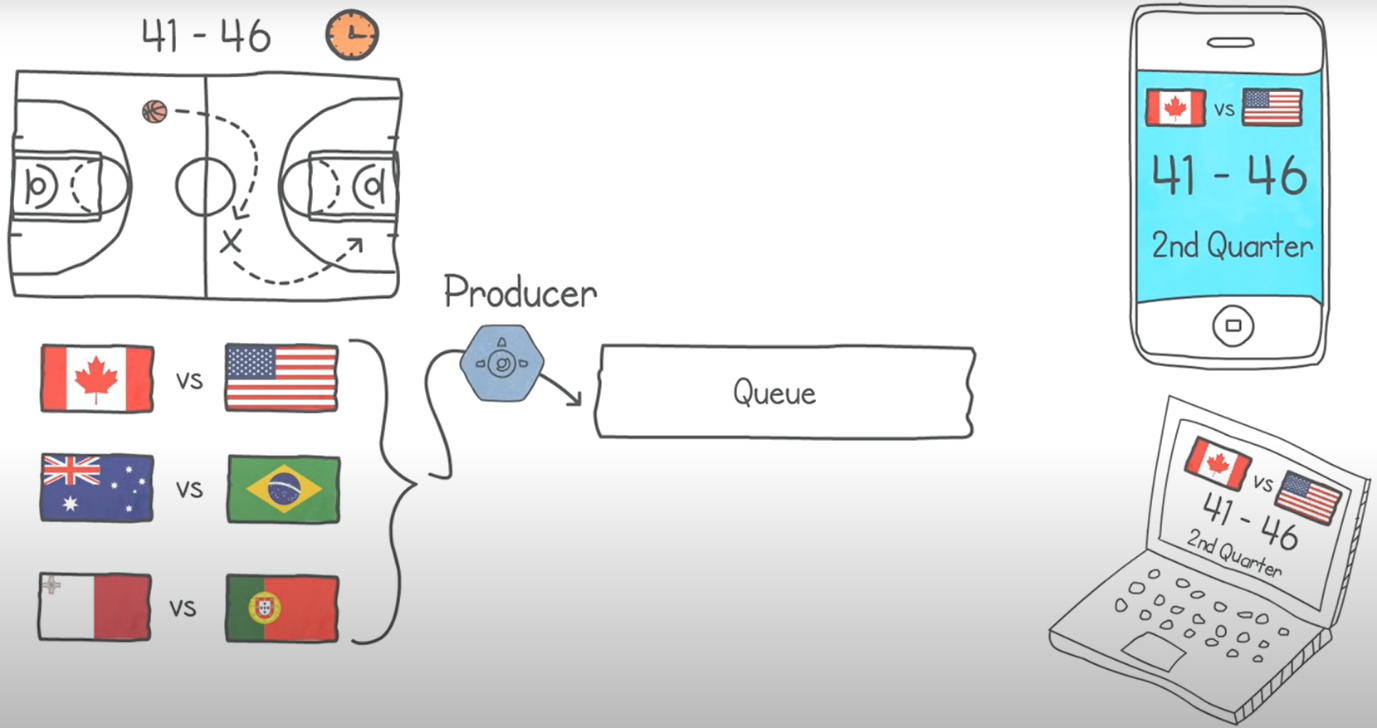 41 - 46
X
Producer
Queue
vs
vs
vs
vs
41 - 46
2nd Quarter
vs
41 - 46
2nd Quarter